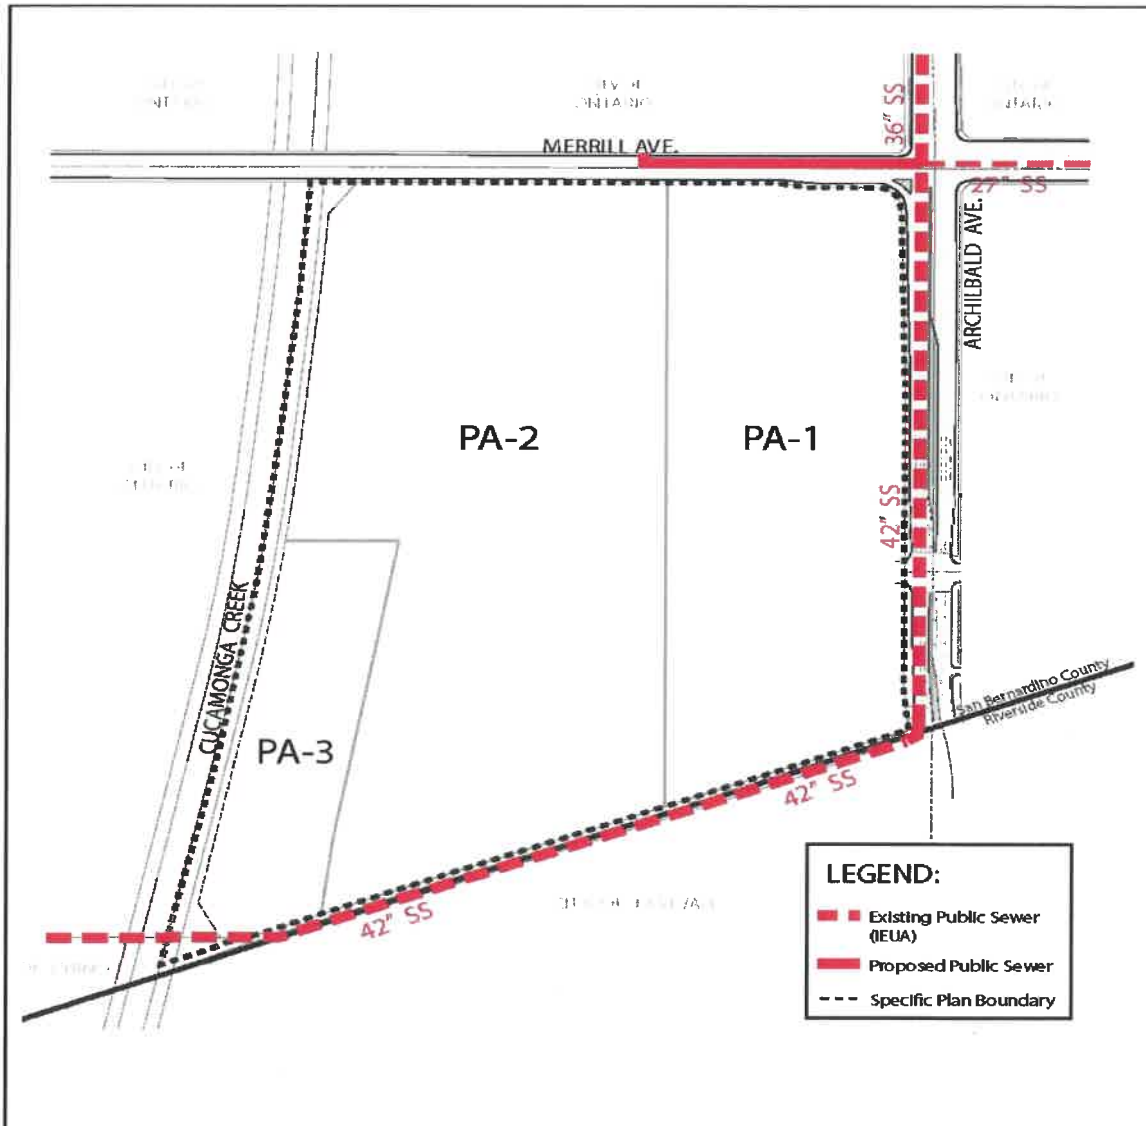 ONTARIO
MERRILL AVE.
36" SS
27" SS
ARCHILBALD AVE.
PA-2
PA-1
42" SS
CUCAMONGA CREEK
PA-3
San Bernardino County
Riverside County
42" SS
42" SS
LEGEND:
Existing Public Sewer
(IEUA)
Proposed Public Sewer
Specific Plan Boundary